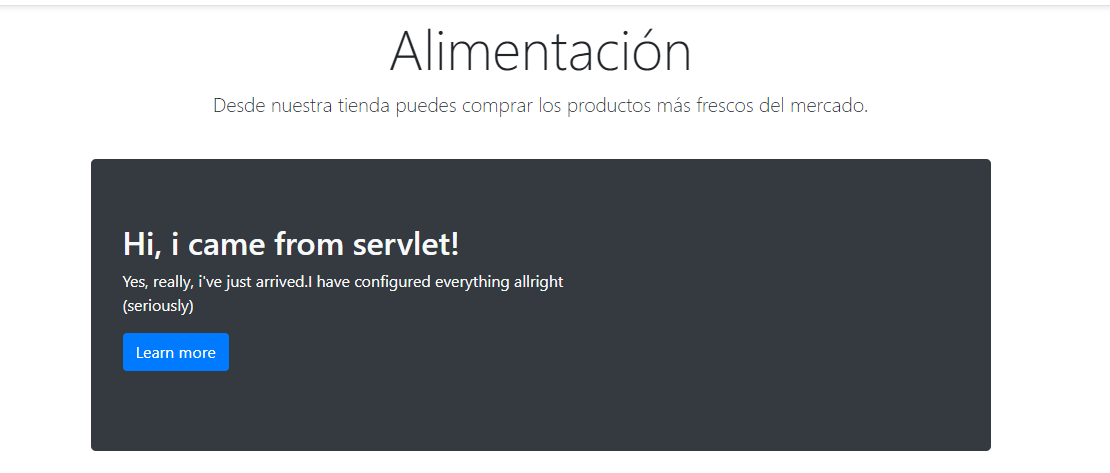 Alimentación
Desde nuestra tienda puedes comprar los productos más frescos del mercado.
Hi, i came from servlet!
Yes, really, i've just arrived.I have configured everything allright
(seriously)
Learn more